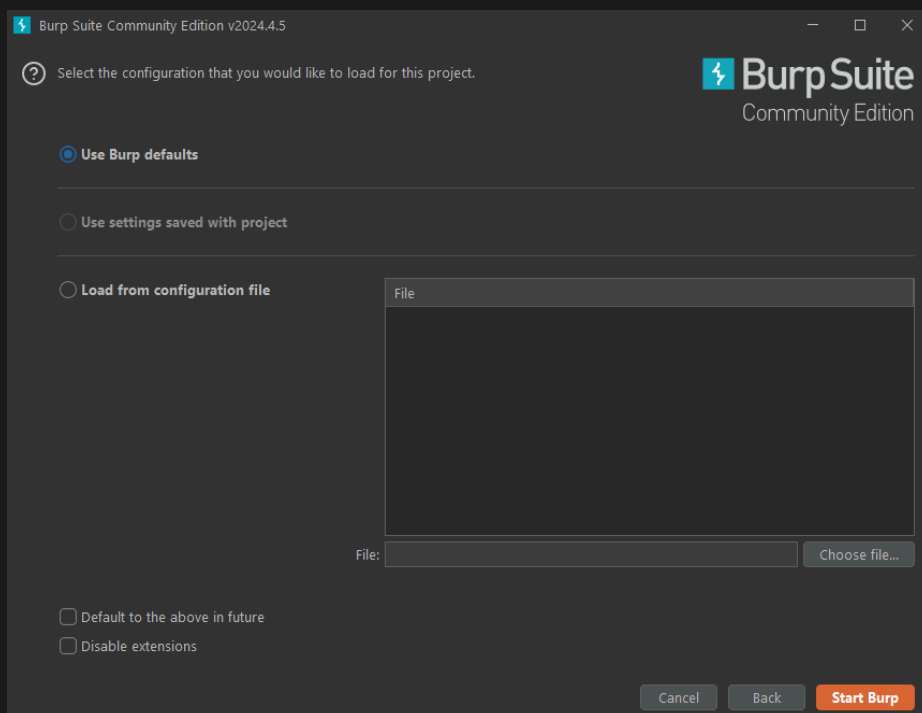 Burp Suite Community Edition v2024.4.5
Select the configuration that you would like to load for this project.
Burp Suite
Community Edition
Use Burp defaults
Use settings saved with project
Load from configuration file
File
File:
Choose file...
Default to the above in future
Disable extensions
Cancel
Back
Start Burp